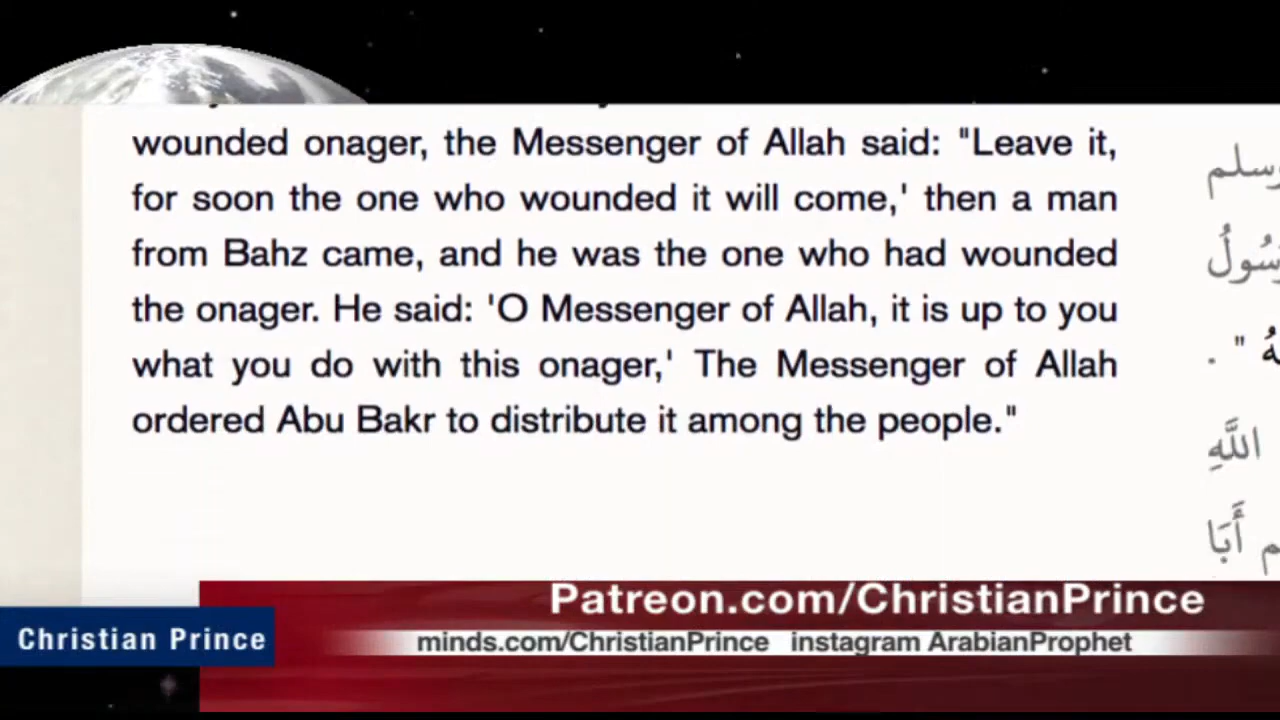 wounded onager, the Messenger of Allah said: "Leave it,
for soon the one who wounded it will come,' then a man
from Bahz came, and he was the one who had wounded
the onager. He said: 'O Messenger of Allah, it is up to you
what you do with this onager,' The Messenger of Allah
ordered Abu Bakr to distribute it among the people."
وسلم
اللَّهِ
أَبَا
Patreon.com/ChristianPrince
Christian Prince
minds.com/ChristianPrince instagram ArabianProphet